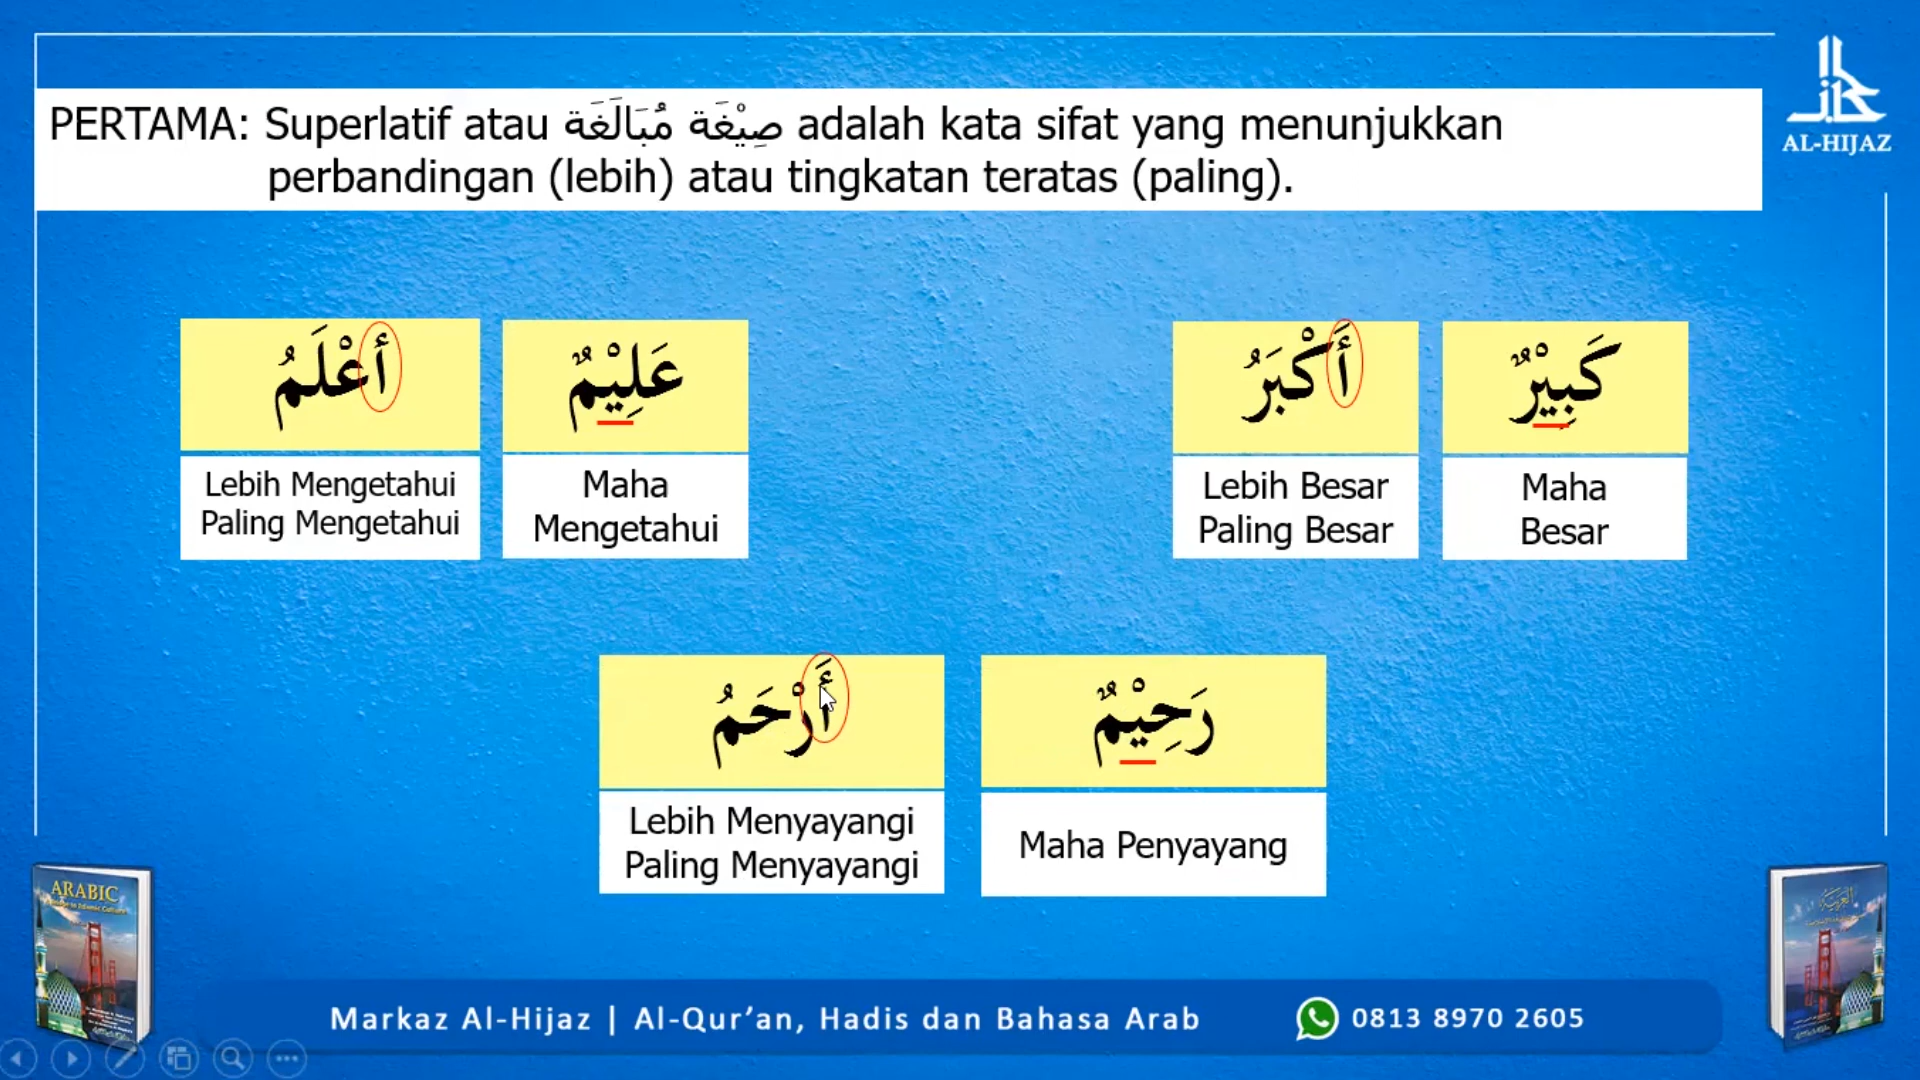 AL-HIJAZ
PERTAMA: Superlatif atau صِيْغَة مُبَالَغَة adalah kata sifat yang menunjukkan
perbandingan (lebih) atau tingkatan teratas (paling).
كَبِيْرٌ
Maha
Besar
أَكْبَرُ
Lebih Besar
Paling Besar
عَلِيْمٌ
Maha
Mengetahui
أَعْلَمُ
Lebih Mengetahui
Paling Mengetahui
رَحِيْمٌ
Maha Penyayang
أَرْحَمُ
Lebih Menyayangi
Paling Menyayangi
ARABIC
العربية
Markaz Al-Hijaz | Al-Qur’an, Hadis dan Bahasa Arab
0813 8970 2605